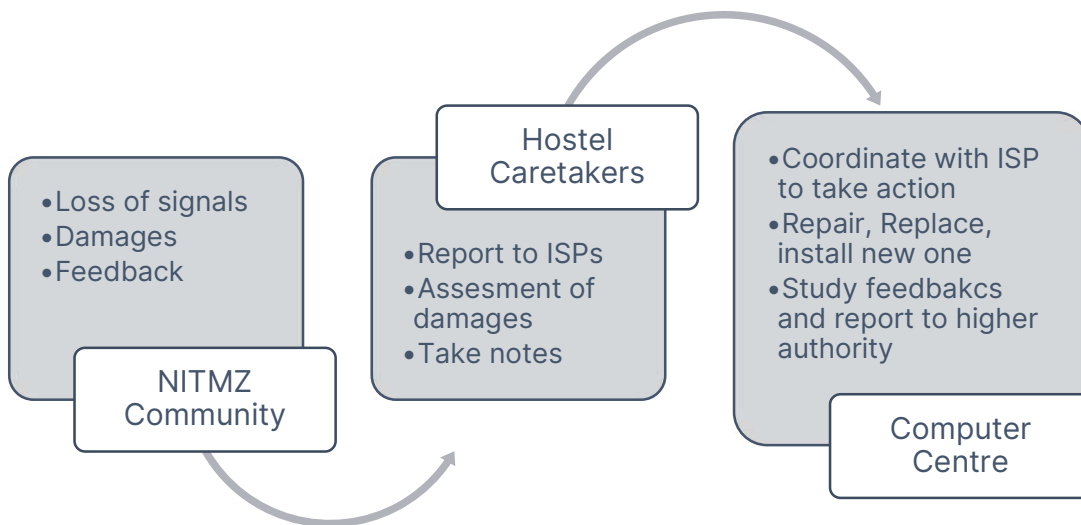 •Loss of signals
•Damages
•Feedback
NITMZ
Community
Hostel
Caretakers
•Report to ISPs
•Assesment of
damages
•Take notes
•Coordinate with ISP
to take action
•Repair, Replace,
install new one
•Study feedbakcs
and report to higher
authority
Computer
Centre